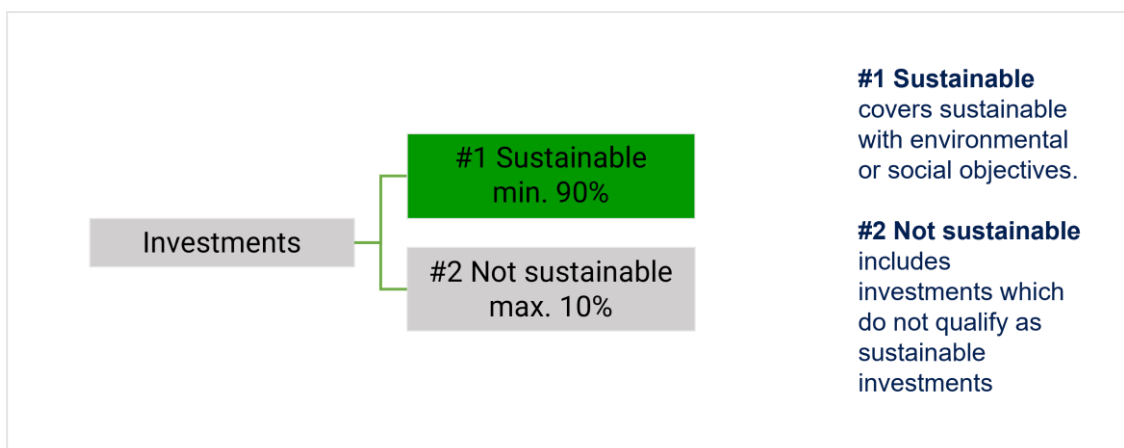 #1 Sustainable
min. 90%
Investments
#2 Not sustainable
max. 10%
#1 Sustainable
covers sustainable
with environmental
or social objectives.
#2 Not sustainable
includes
investments which
do not qualify as
sustainable
investments